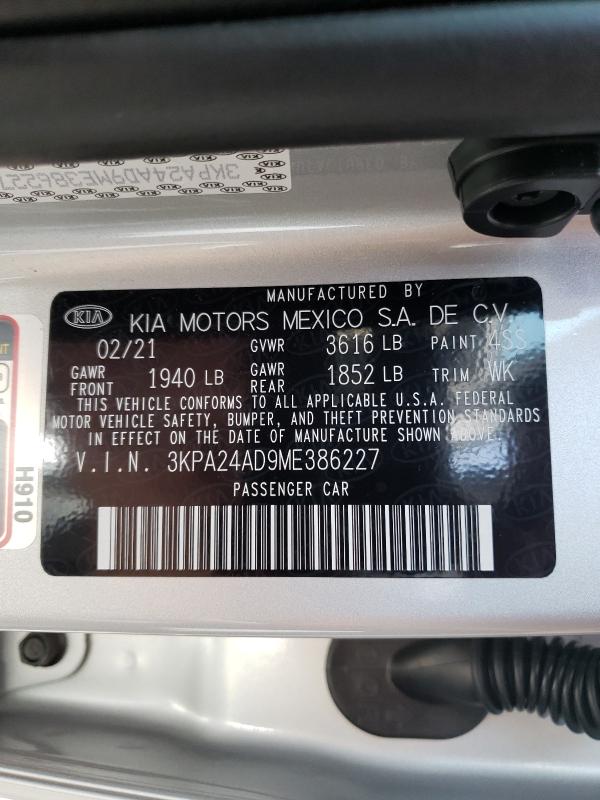 3KPA24AD9ME386227
MANUFACTURED BY
KIA KIA MOTORS MEXICO S.A. DE C.V.
02/21 GVWR 3616 LB PAINT 4SS
GAWR FRONT 1940 LB GAWR REAR 1852 LB TRIM WK
THIS VEHICLE CONFORMS TO ALL APPLICABLE U.S.A. FEDERAL
MOTOR VEHICLE SAFETY, BUMPER, AND THEFT PREVENTION STANDARDS
IN EFFECT ON THE DATE OF MANUFACTURE SHOWN ABOVE.
V.I.N. 3KPA24AD9ME386227
PASSENGER CAR
H910